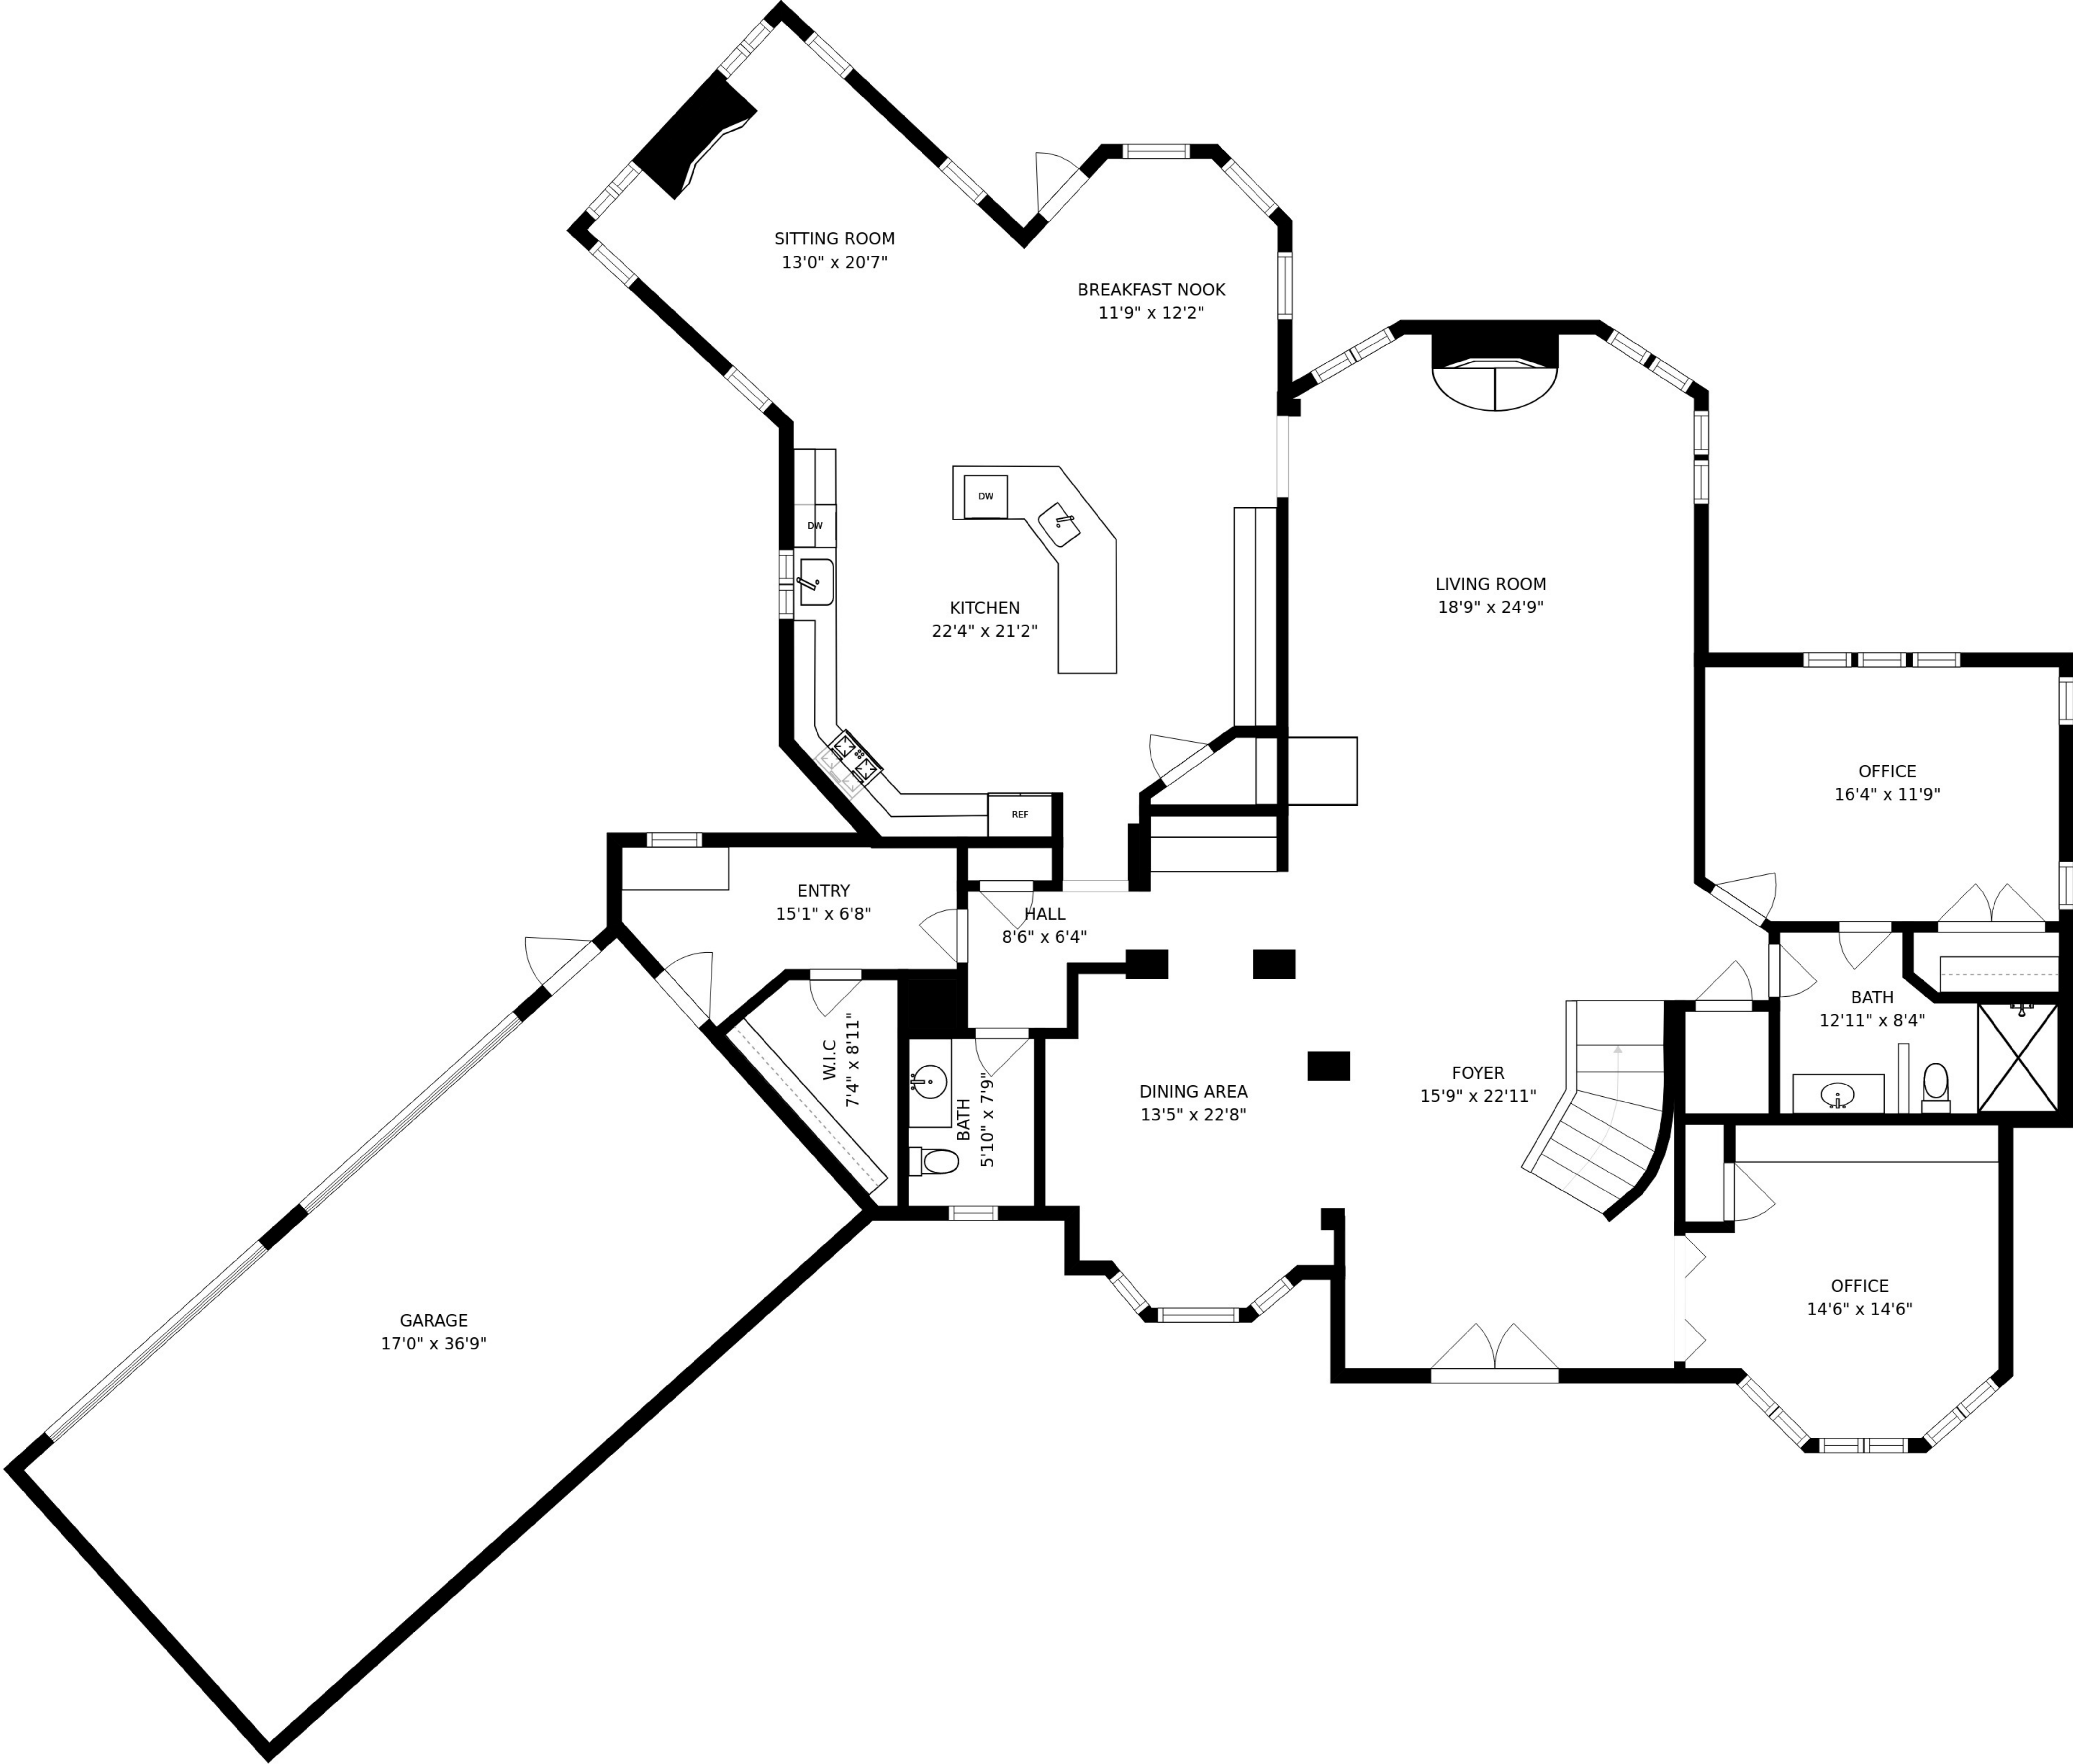 SITTING ROOM
13'0" x 20'7"
BREAKFAST NOOK
11'9" x 12'2"
DW
DW
KITCHEN
22'4" x 21'2"
LIVING ROOM
18'9" x 24'9"
OFFICE
16'4" x 11'9"
REF
ENTRY
15'1" x 6'8"
HALL
8'6" x 6'4"
W.I.C
7'4" x 8'11"
BATH
5'10" x 7'9"
DINING AREA
13'5" x 22'8"
FOYER
15'9" x 22'11"
BATH
12'11" x 8'4"
GARAGE
17'0" x 36'9"
OFFICE
14'6" x 14'6"